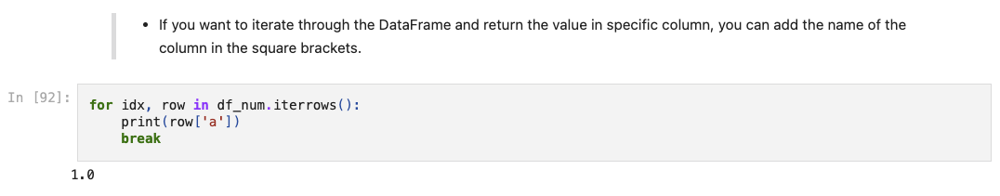 • If you want to iterate through the DataFrame and return the value in specific column, you can add the name of the
column in the square brackets.
In [92]:
for idx, row in df_num.iterrows():
    print(row['a'])
    break
1.0